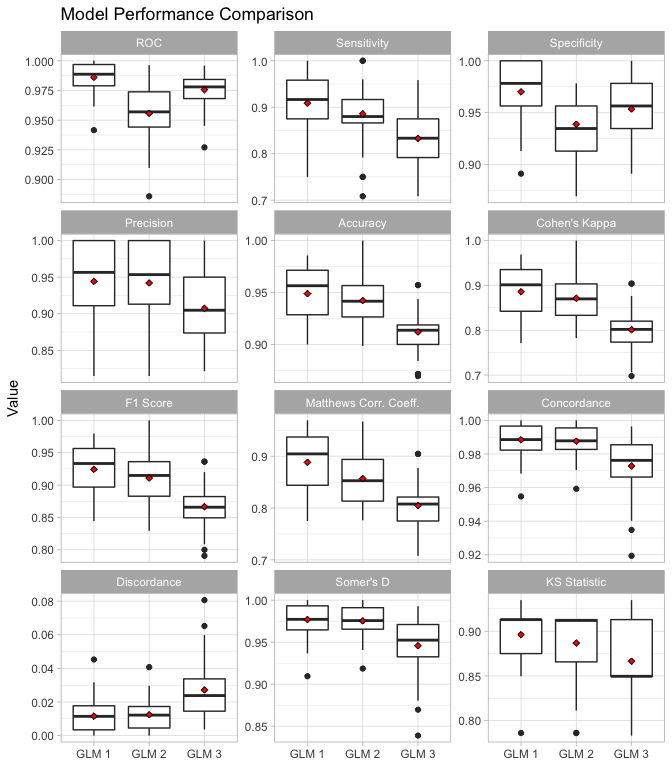 Model Performance Comparison
ROC Sensitivity Specificity
1.000 0.975 0.950 0.925 0.900
1.0 0.9 0.8 0.7
1.00 0.95 0.90
Precision Accuracy Cohen's Kappa
1.00 0.95 0.90 0.85
1.00 0.95 0.90
1.0 0.9 0.8 0.7
Value
F1 Score Matthews Corr. Coeff. Concordance
1.00 0.95 0.90 0.85 0.80
0.9 0.8 0.7
1.00 0.98 0.96 0.94 0.92
Discordance Somer's D KS Statistic
0.08 0.06 0.04 0.02 0.00
1.00 0.95 0.90 0.85
0.90 0.85 0.80
GLM 1 GLM 2 GLM 3 GLM 1 GLM 2 GLM 3 GLM 1 GLM 2 GLM 3